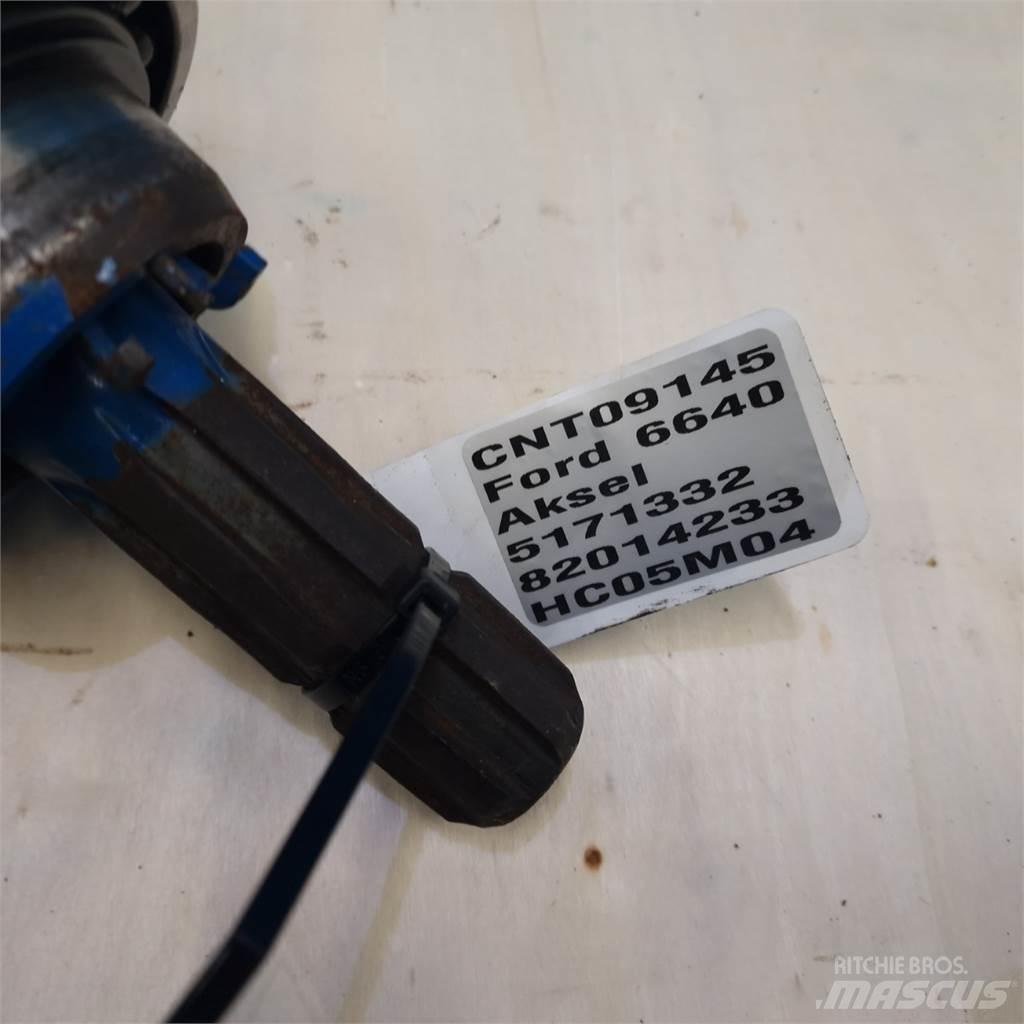 CNT09145
Ford 6640
Aksel
5171332
82014233
HC05M04
RITCHIE BROS.
MASCUS